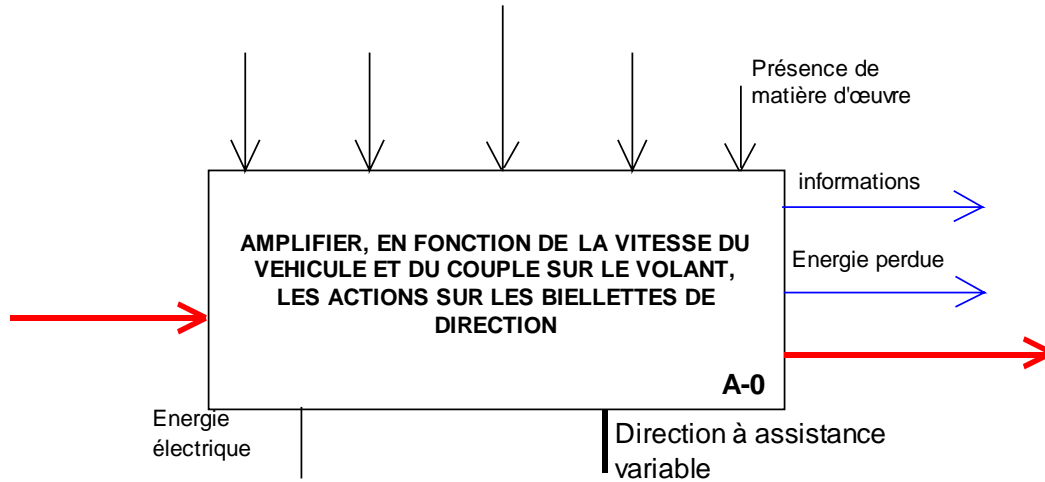 Présence de
matière d'œuvre
informations
AMPLIFIER, EN FONCTION DE LA VITESSE DU
VEHICULE ET DU COUPLE SUR LE VOLANT,
LES ACTIONS SUR LES BIELLETTES DE
DIRECTION
Energie perdue
A-0
Energie
électrique
Direction à assistance
variable